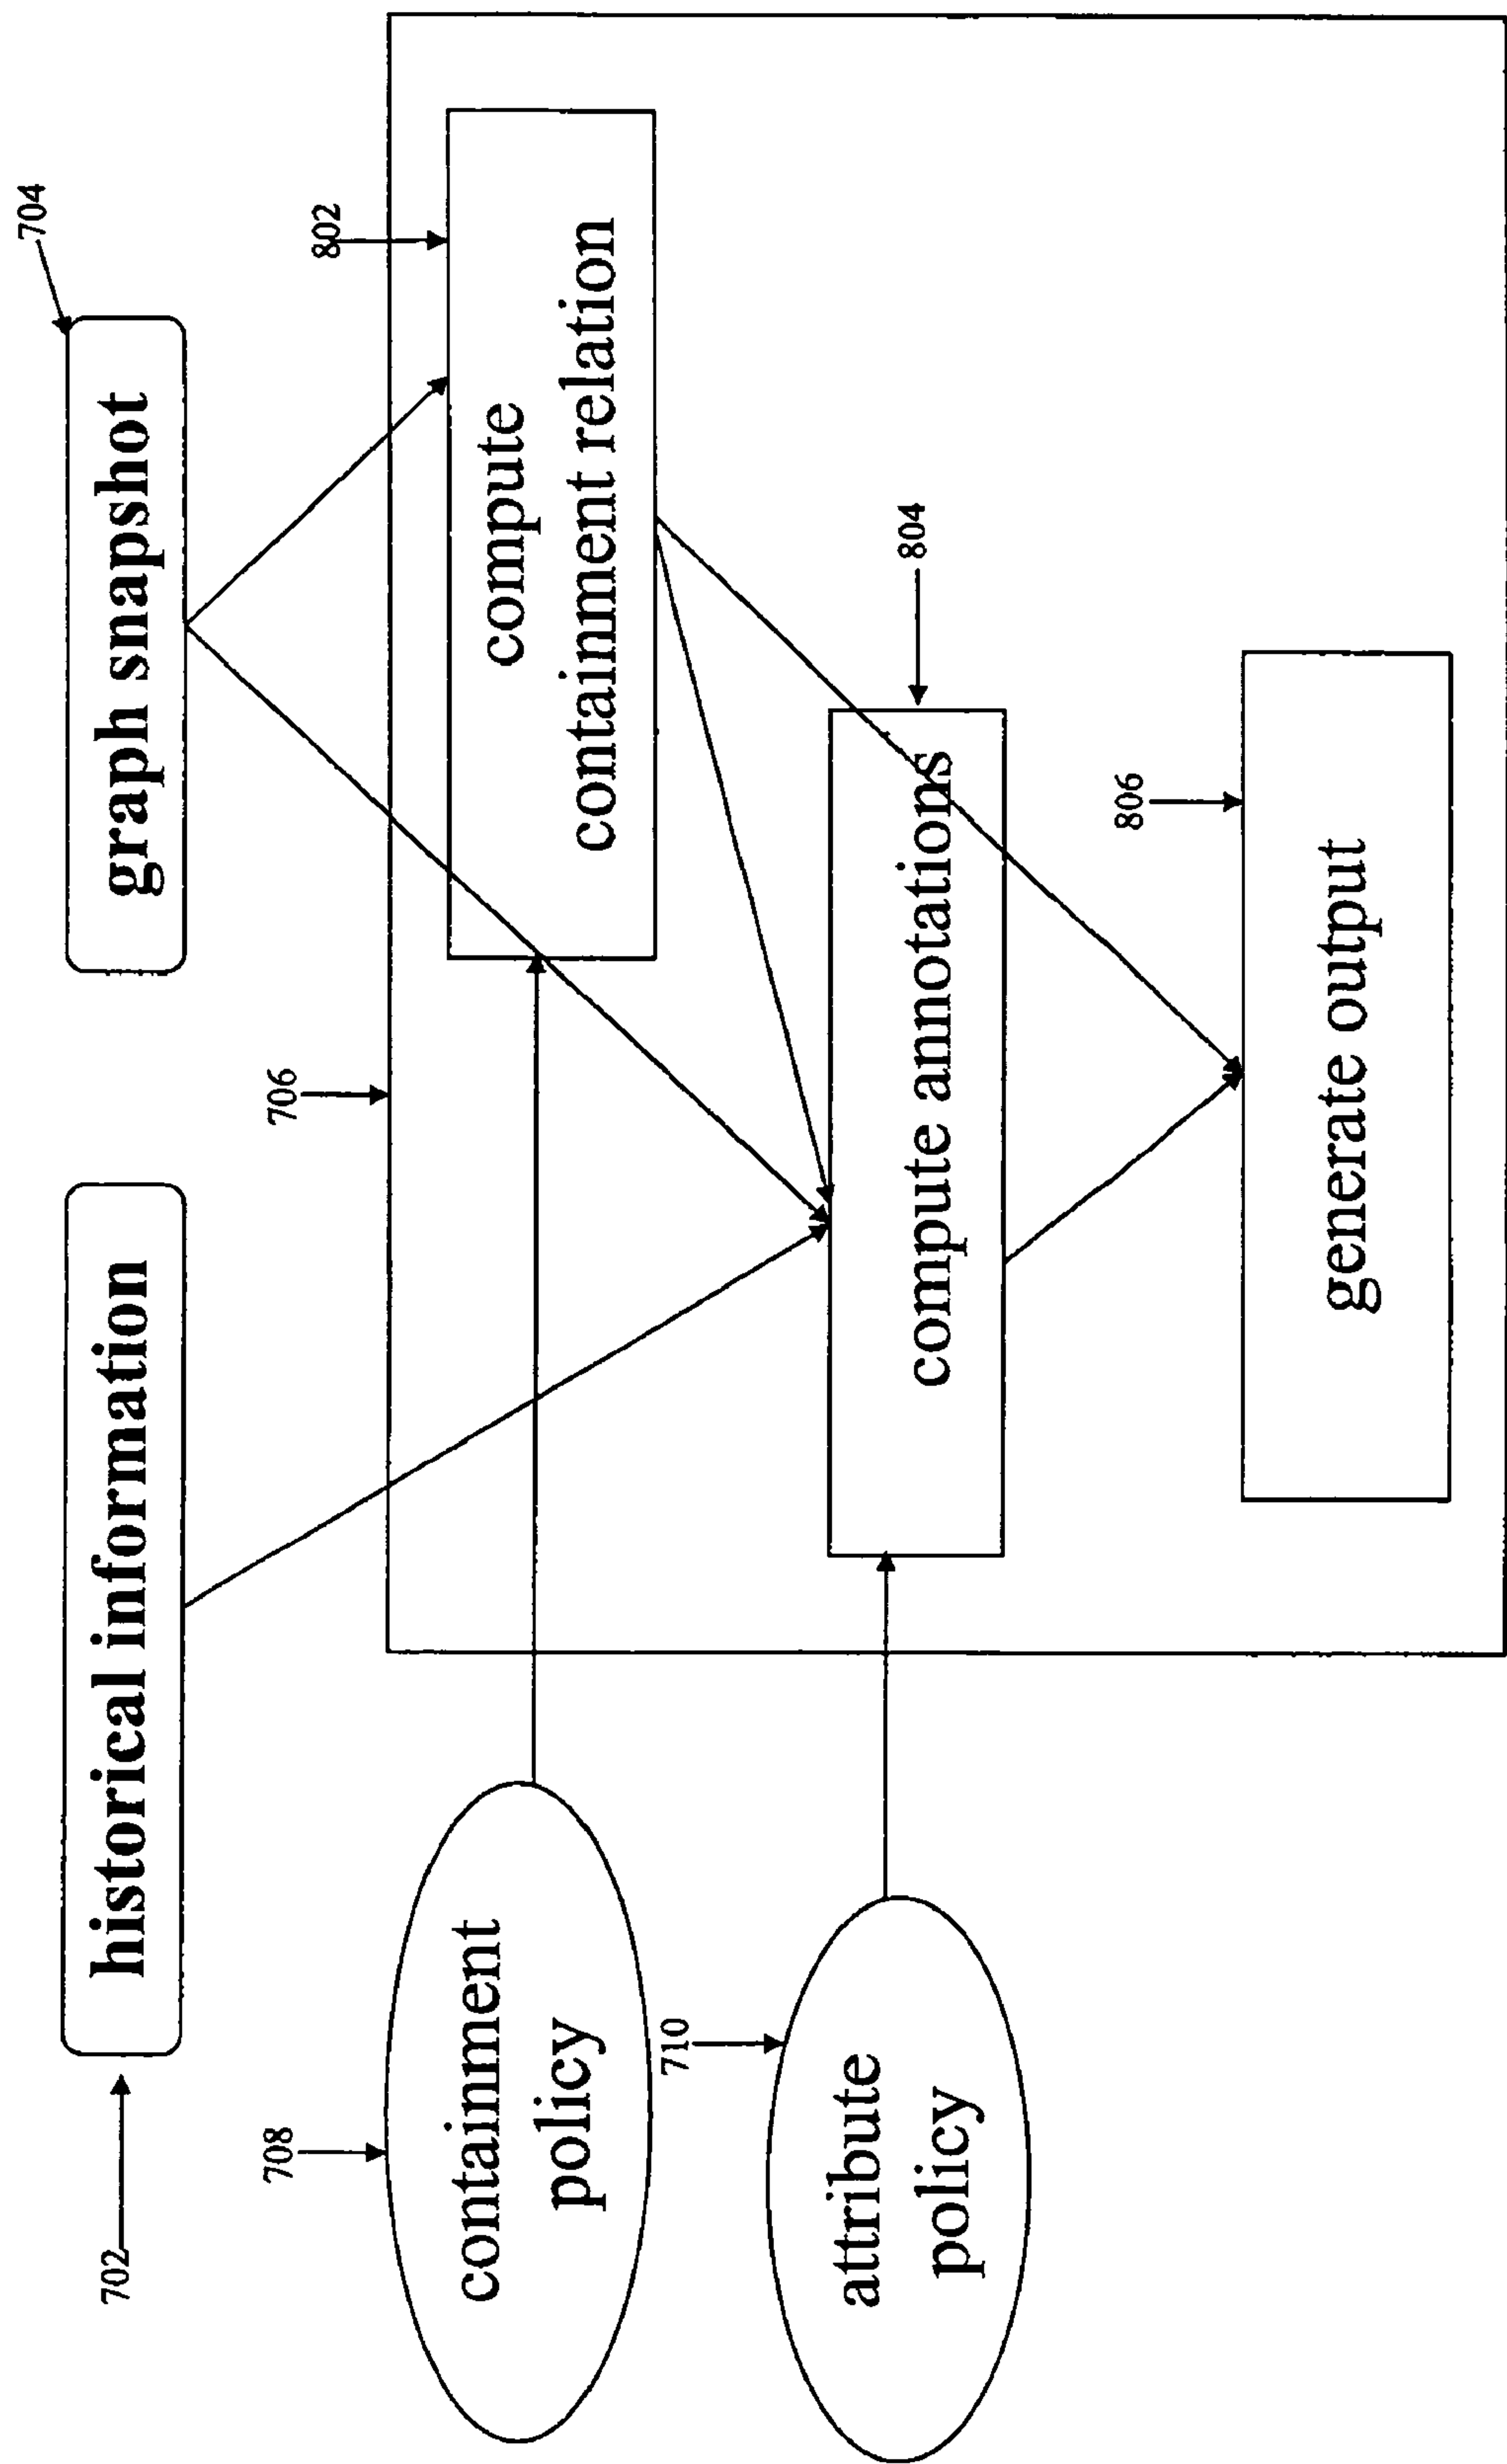 702
historical information
graph snapshot
704
708
containment
policy
706
802
compute
containment relation
710
attribute
policy
compute annotations
804
806
generate output